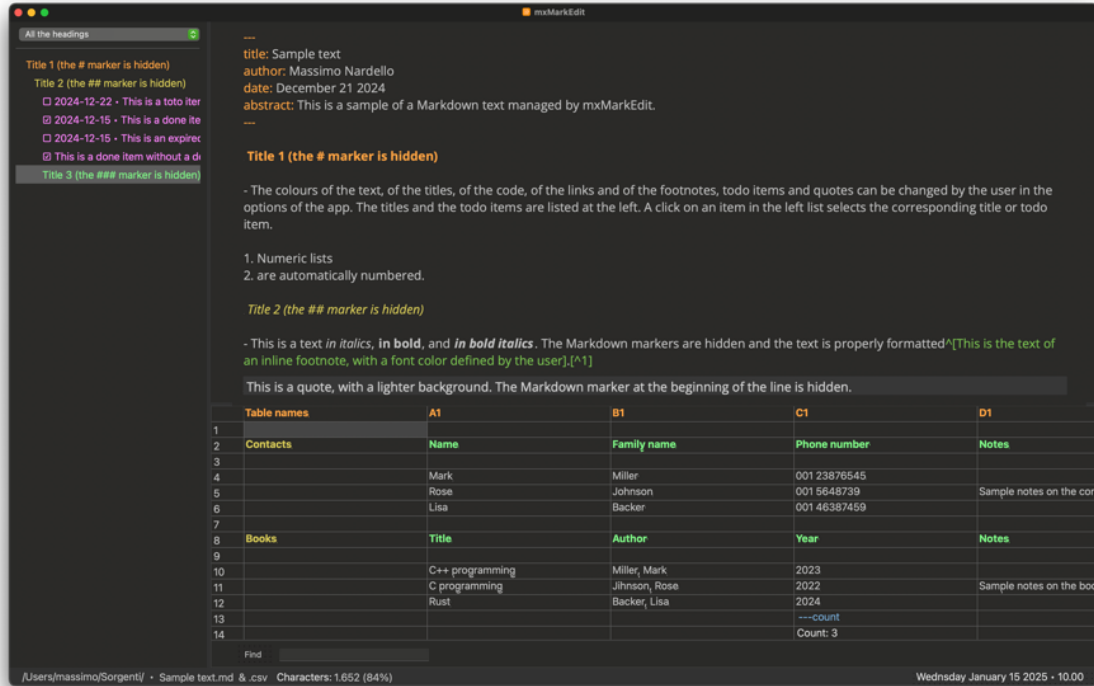 mxMarkEdit
All the headings
Title 1 (the # marker is hidden)
Title 2 (the ## marker is hidden)
☐ 2024-12-22 • This is a toto iter
☑ 2024-12-15 • This is a done ite
☐ 2024-12-15 • This is an expired
☑ This is a done item without a da
Title 3 (the ### marker is hidden)
---
title: Sample text
author: Massimo Nardello
date: December 21 2024
abstract: This is a sample of a Markdown text managed by mxMarkEdit.
---
Title 1 (the # marker is hidden)
- The colours of the text, of the titles, of the code, of the links and of the footnotes, todo items and quotes can be changed by the user in the
options of the app. The titles and the todo items are listed at the left. A click on an item in the left list selects the corresponding title or todo
item.
1. Numeric lists
2. are automatically numbered.
Title 2 (the ## marker is hidden)
- This is a text in italics, in bold, and in bold italics. The Markdown markers are hidden and the text is properly formatted^[This is the text of
an inline footnote, with a font color defined by the user].[^1]
This is a quote, with a lighter background. The Markdown marker at the beginning of the line is hidden.
Table names A1 B1 C1 D1
1
2 Contacts Name Family name Phone number Notes
3
4 Mark Miller 001 23876545
5 Rose Johnson 001 5648739 Sample notes on the con
6 Lisa Backer 001 46387459
7
8 Books Title Author Year Notes
9
10 C++ programming Miller, Mark 2023
11 C programming Jihnson, Rose 2022 Sample notes on the boo
12 Rust Backer, Lisa 2024
13 ---count
14 Count: 3
Find
/Users/massimo/Sorgenti/ • Sample text.md & .csv Characters: 1.652 (84%)
Wednsday January 15 2025 • 10.00